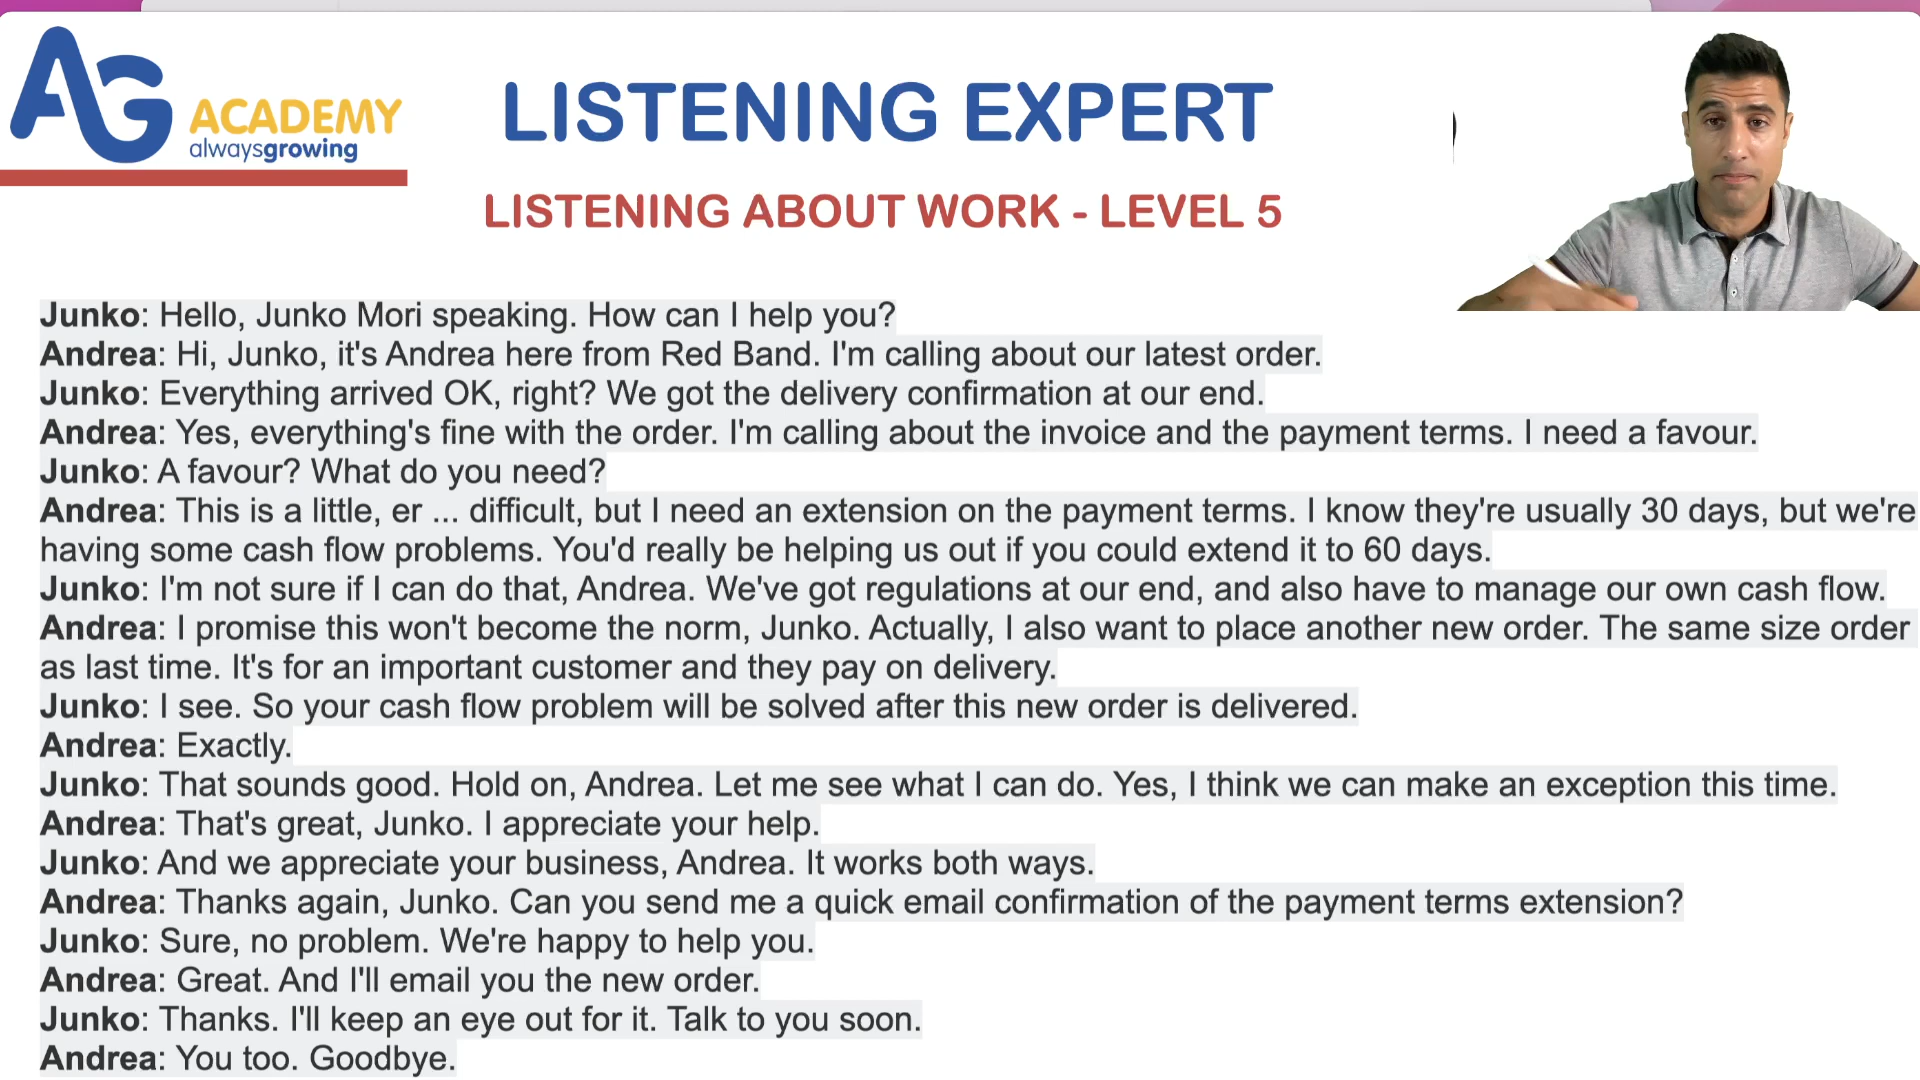 AG ACADEMY
alwaysgrowing
LISTENING EXPERT
LISTENING ABOUT WORK - LEVEL 5
Junko: Hello, Junko Mori speaking. How can I help you?
Andrea: Hi, Junko, it's Andrea here from Red Band. I'm calling about our latest order.
Junko: Everything arrived OK, right? We got the delivery confirmation at our end.
Andrea: Yes, everything's fine with the order. I'm calling about the invoice and the payment terms. I need a favour.
Junko: A favour? What do you need?
Andrea: This is a little, er ... difficult, but I need an extension on the payment terms. I know they're usually 30 days, but we're
having some cash flow problems. You'd really be helping us out if you could extend it to 60 days.
Junko: I'm not sure if I can do that, Andrea. We've got regulations at our end, and also have to manage our own cash flow.
Andrea: I promise this won't become the norm, Junko. Actually, I also want to place another new order. The same size order
as last time. It's for an important customer and they pay on delivery.
Junko: I see. So your cash flow problem will be solved after this new order is delivered.
Andrea: Exactly.
Junko: That sounds good. Hold on, Andrea. Let me see what I can do. Yes, I think we can make an exception this time.
Andrea: That's great, Junko. I appreciate your help.
Junko: And we appreciate your business, Andrea. It works both ways.
Andrea: Thanks again, Junko. Can you send me a quick email confirmation of the payment terms extension?
Junko: Sure, no problem. We're happy to help you.
Andrea: Great. And I'll email you the new order.
Junko: Thanks. I'll keep an eye out for it. Talk to you soon.
Andrea: You too. Goodbye.